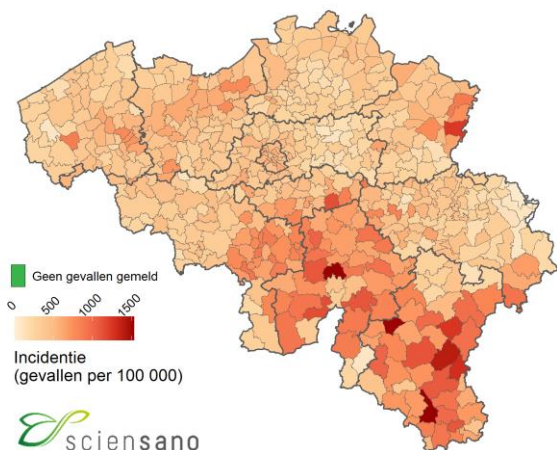 Geen gevallen gemeld
0 500 1000 1500
Incidentie
(gevallen per 100 000)
sciensano